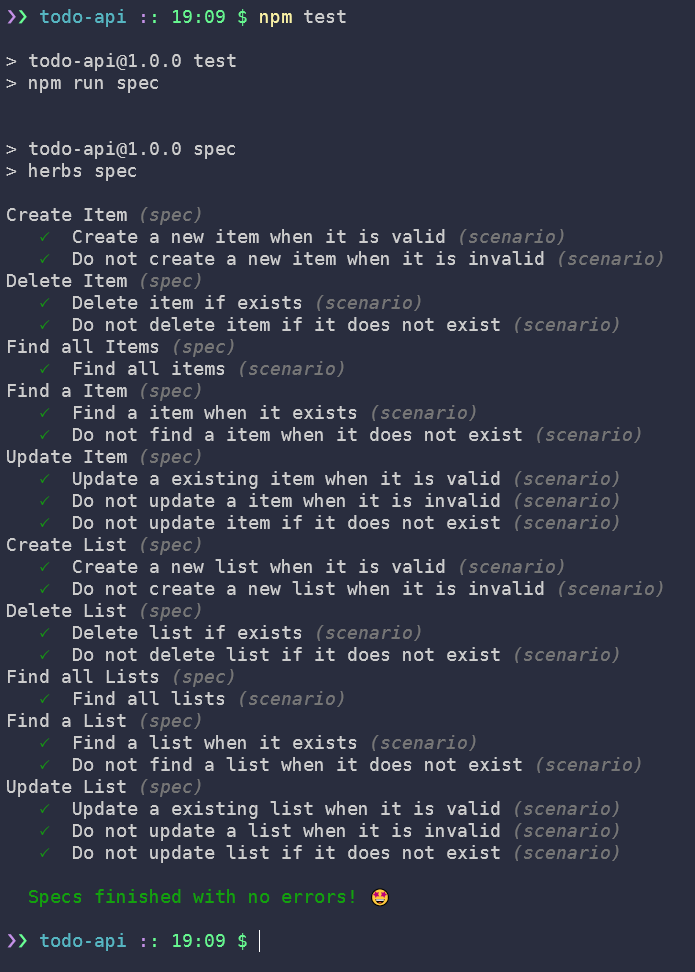 ❯❯ todo-api :: 19:09 $ npm test
> todo-api@1.0.0 test
> npm run spec
> todo-api@1.0.0 spec
> herbs spec
Create Item (spec)
✓ Create a new item when it is valid (scenario)
✓ Do not create a new item when it is invalid (scenario)
Delete Item (spec)
✓ Delete item if exists (scenario)
✓ Do not delete item if it does not exist (scenario)
Find all Items (spec)
✓ Find all items (scenario)
Find a Item (spec)
✓ Find a item when it exists (scenario)
✓ Do not find a item when it does not exist (scenario)
Update Item (spec)
✓ Update a existing item when it is valid (scenario)
✓ Do not update a item when it is invalid (scenario)
✓ Do not update item if it does not exist (scenario)
Create List (spec)
✓ Create a new list when it is valid (scenario)
✓ Do not create a new list when it is invalid (scenario)
Delete List (spec)
✓ Delete list if exists (scenario)
✓ Do not delete list if it does not exist (scenario)
Find all Lists (spec)
✓ Find all lists (scenario)
Find a List (spec)
✓ Find a list when it exists (scenario)
✓ Do not find a list when it does not exist (scenario)
Update List (spec)
✓ Update a existing list when it is valid (scenario)
✓ Do not update a list when it is invalid (scenario)
✓ Do not update list if it does not exist (scenario)
Specs finished with no errors! 🤩
❯❯ todo-api :: 19:09 $